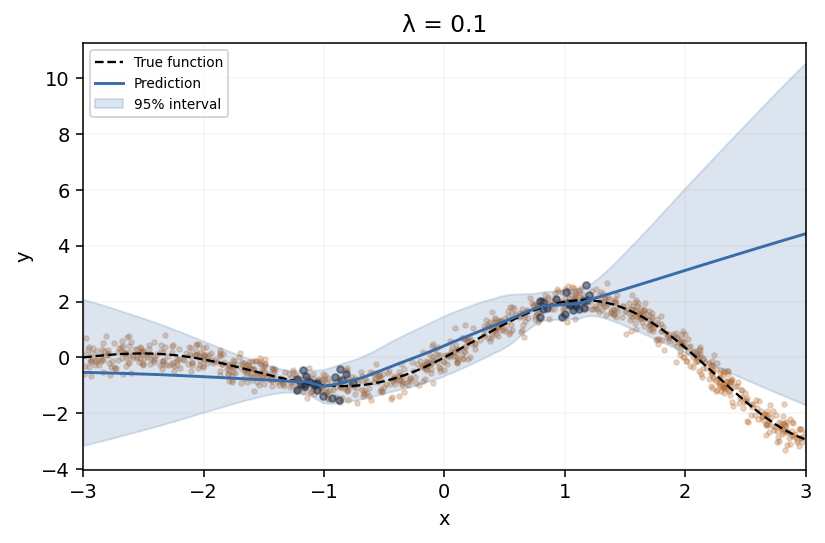 λ = 0.1
True function
Prediction
95% interval
10
8
6
4
2
0
−2
−4
y
−3 −2 −1 0 1 2 3
x